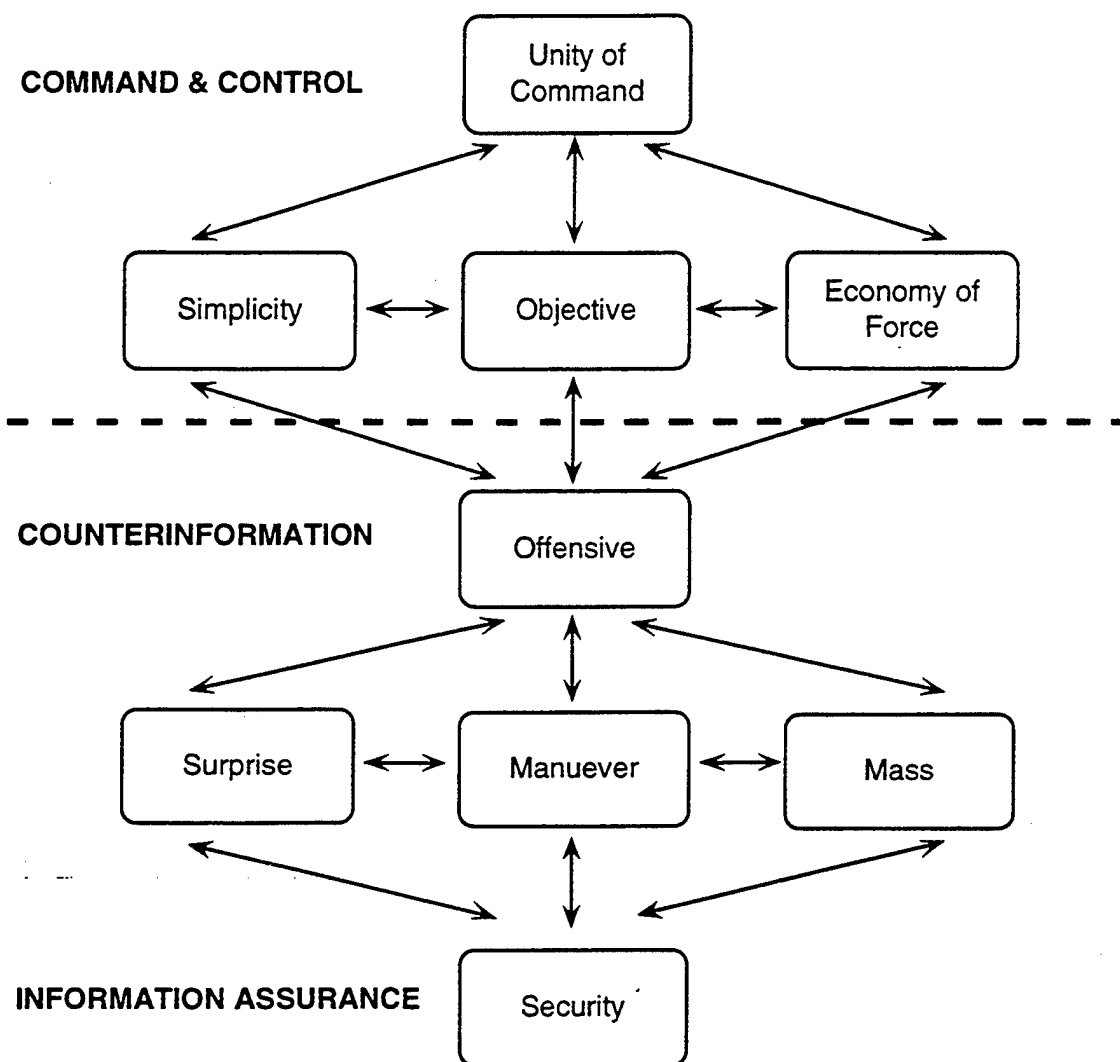 COMMAND & CONTROL
Unity of
Command
Simplicity
Objective
Economy of
Force
COUNTERINFORMATION
Offensive
Surprise
Manuever
Mass
INFORMATION ASSURANCE
Security